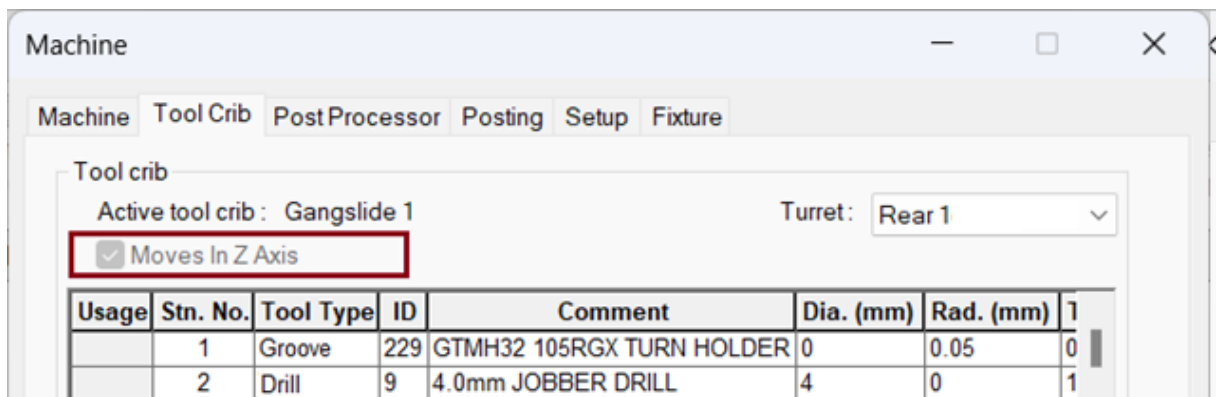 Machine
Machine Tool Crib Post Processor Posting Setup Fixture
Tool crib
Active tool crib : Gangslide 1 Turret : Rear 1
Moves In Z Axis
Usage Stn. No. Tool Type ID Comment Dia. (mm) Rad. (mm)
1 Groove 229 GTMH32 105RGX TURN HOLDER 0 0.05 0
2 Drill 9 4.0mm JOBBER DRILL 4 0 1